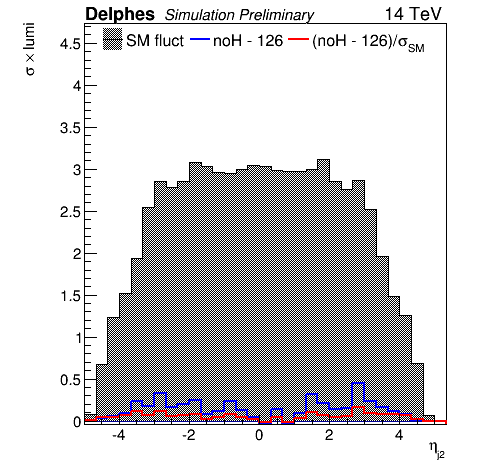 Delphes Simulation Preliminary 14 TeV
σ × lumi
SM fluct noH - 126 (noH - 126)/σSM
4.5
4
3.5
3
2.5
2
1.5
1
0.5
0
-4 -2 0 2 4
ηj2